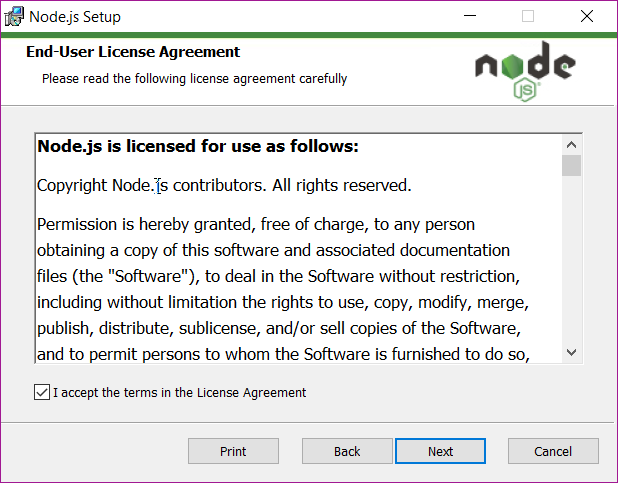 Node.js Setup
End-User License Agreement
Please read the following license agreement carefully
node
JS
Node.js is licensed for use as follows:
Copyright Node.js contributors. All rights reserved.
Permission is hereby granted, free of charge, to any person
obtaining a copy of this software and associated documentation
files (the "Software"), to deal in the Software without restriction,
including without limitation the rights to use, copy, modify, merge,
publish, distribute, sublicense, and/or sell copies of the Software,
and to permit persons to whom the Software is furnished to do so,
I accept the terms in the License Agreement
Print Back Next Cancel